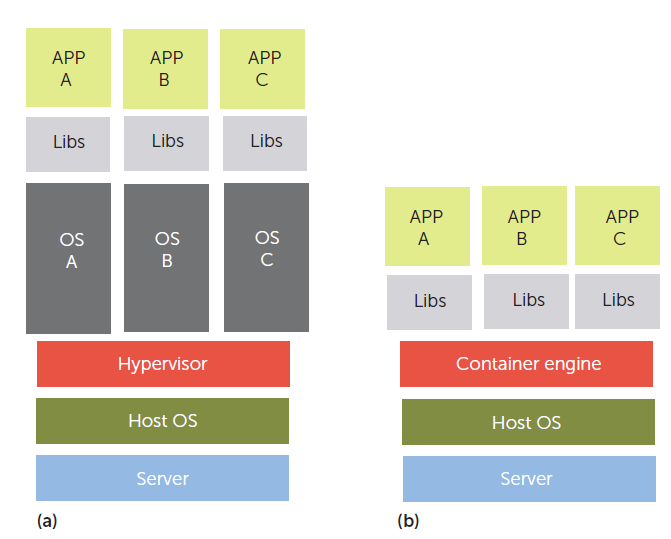 APP
A
APP
B
APP
C
Libs
Libs
Libs
OS
A
OS
B
OS
C
Hypervisor
Host OS
Server
(a)
APP
A
APP
B
APP
C
Libs
Libs
Libs
Container engine
Host OS
Server
(b)